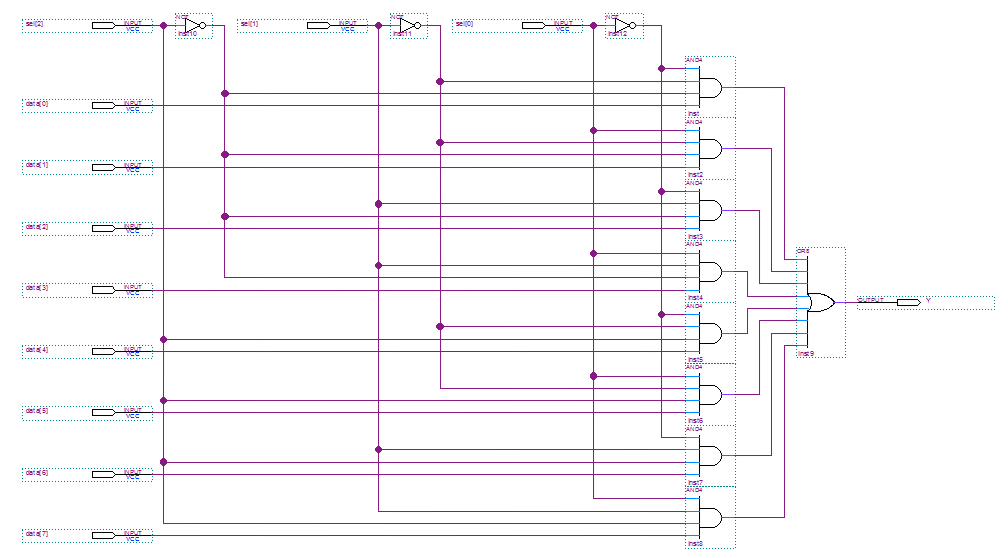 sel[2] INPUT VCC NOT inst10 sel[1] INPUT VCC NOT inst11 sel[0] INPUT VCC NOT inst12
AND4
data[0] INPUT VCC
inst
AND4
data[1] INPUT VCC
inst2
AND4
data[2] INPUT VCC
inst3
AND4
OR8
data[3] INPUT VCC
inst4
OUTPUT Y
AND4
data[4] INPUT VCC
inst9
inst5
AND4
data[5] INPUT VCC
inst6
AND4
data[6] INPUT VCC
inst7
AND4
data[7] INPUT VCC
inst8